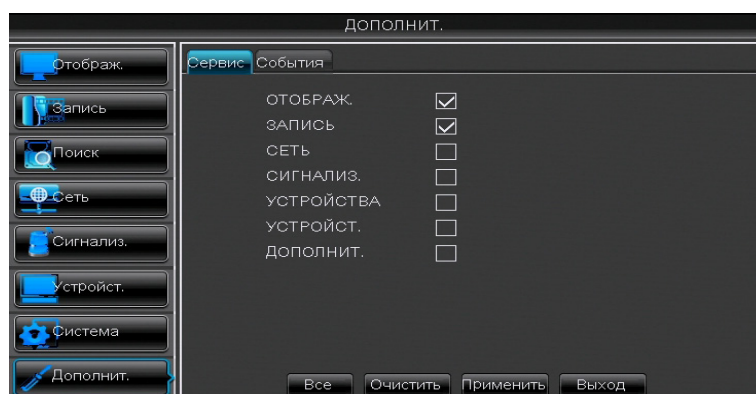 ДОПОЛНИТ.
Отображ.
Запись
Поиск
Сеть
Сигнализ.
Устройст.
Система
Дополнит.
Сервис События
ОТОБРАЖ.
ЗАПИСЬ
СЕТЬ
СИГНАЛИЗ.
УСТРОЙСТВА
УСТРОЙСТ.
ДОПОЛНИТ.
Все Очистить Применить Выход